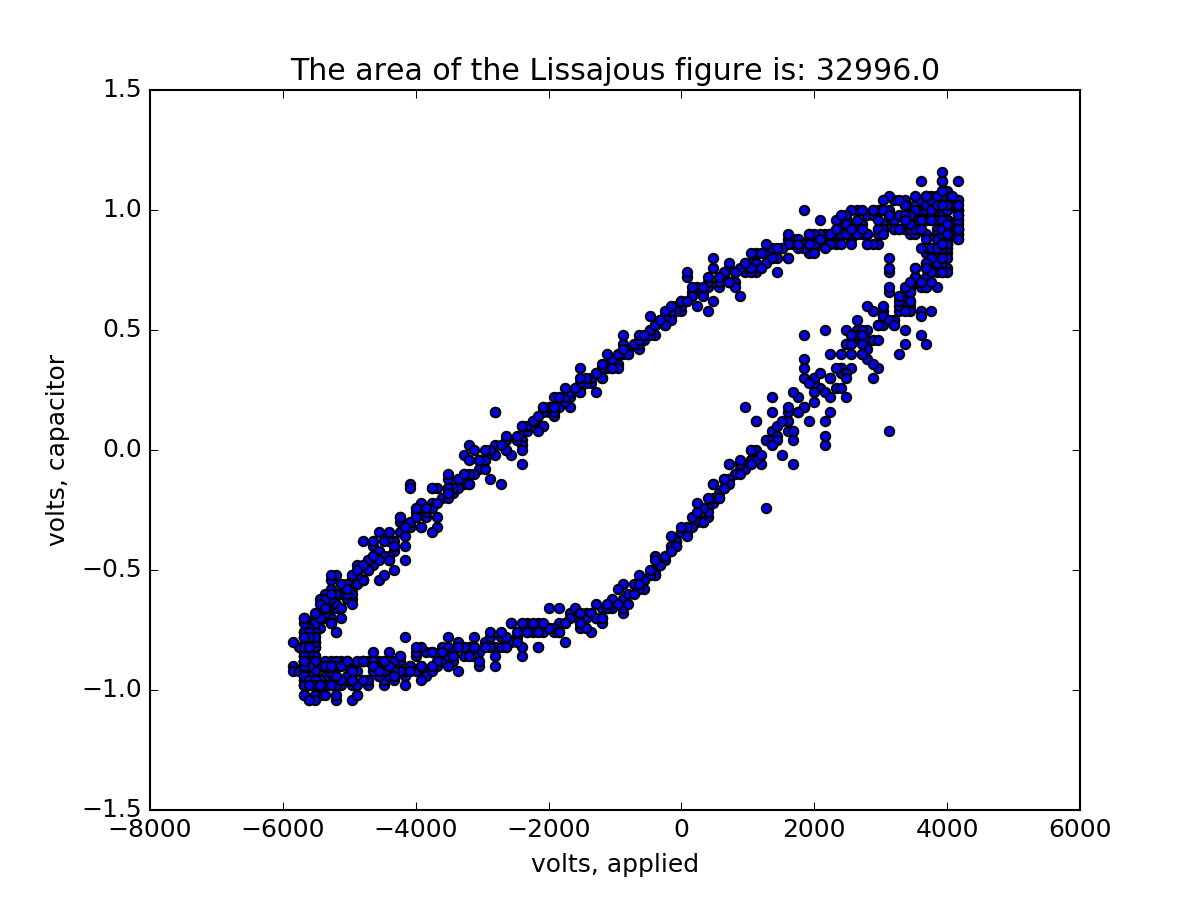 The area of the Lissajous figure is: 32996.0
1.5
1.0
0.5
0.0
−0.5
−1.0
−1.5
volts, capacitor
−8000 −6000 −4000 −2000 0 2000 4000 6000
volts, applied